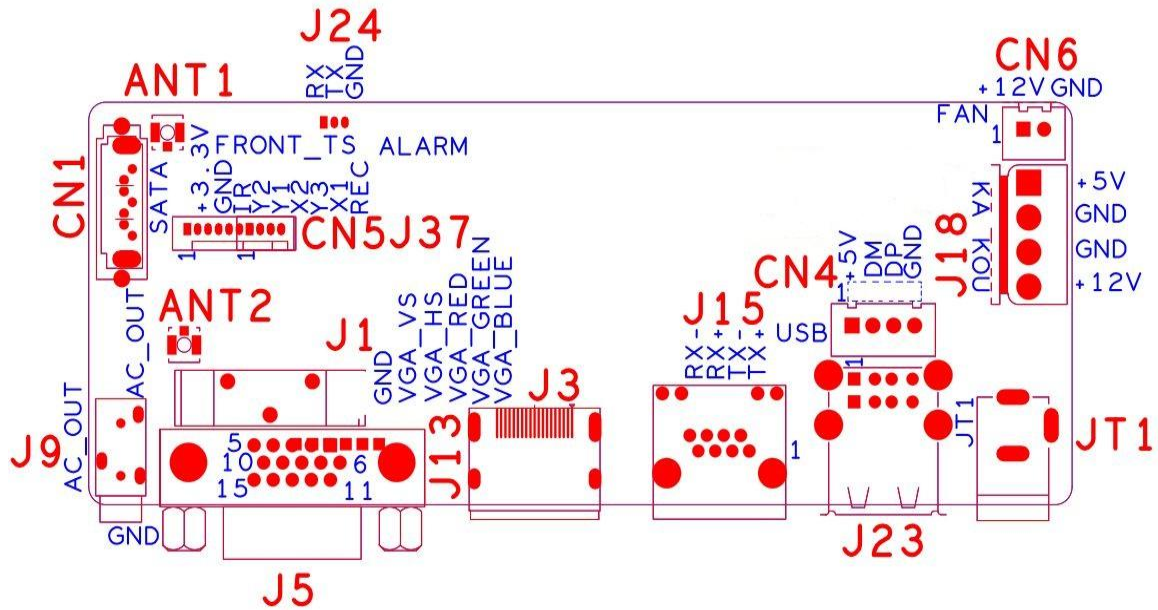 J24
RX
TX
GND
CN6
+12V GND
FAN
1
ANT1
+3.3V
FRONT_TS
ALARM
CN1
SATA
+3.3V
GND
IR
Y2
Y1
X2
Y3
X1
REC
1
1
CN5
J37
KA
KOU
J18
+5V
GND
GND
+12V
CN4
1
+5V
DM
DP
GND
USB
1
ANT2
AC_OUT
J1
GND
VGA_VS
VGA_HS
VGA_RED
VGA_GREEN
VGA_BLUE
J15
RX-
RX+
TX-
TX+
1
J3
J9
AC_OUT
GND
5
10
15
6
11
J13
J5
J23
JT1
JT1